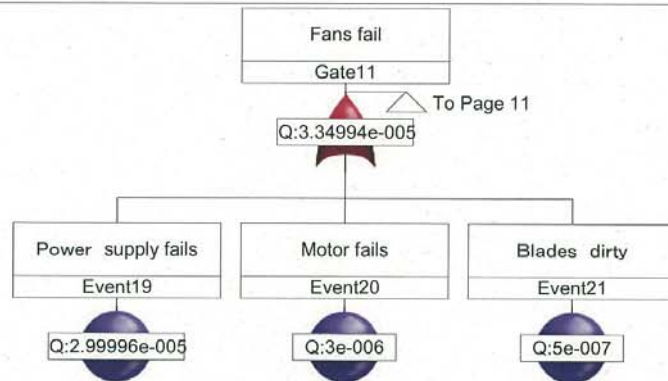 Fans fail
Gate11
To Page 11
Q:3.34994e-005
Power supply fails
Motor fails
Blades dirty
Event19
Event20
Event21
Q:2.99996e-005
Q:3e-006
Q:5e-007